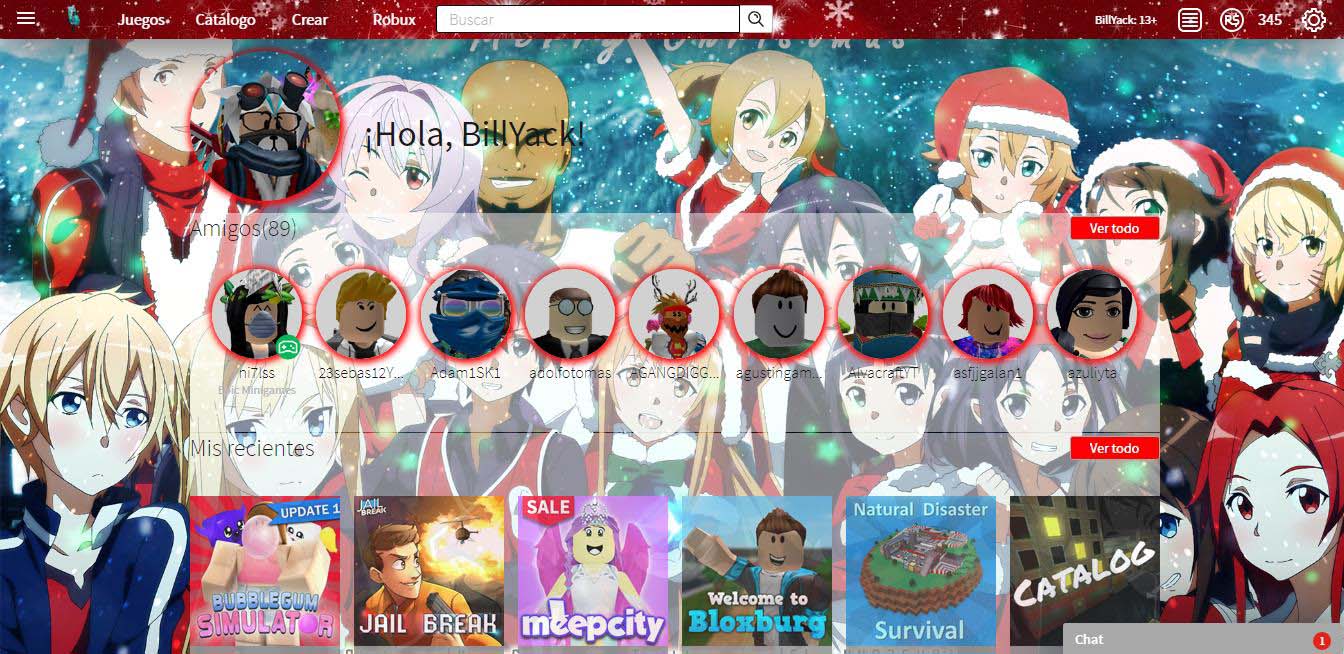 Juegos Catálogo Crear Robux Buscar BillYack: 13+ R$ 345
Merry Christmas
¡Hola, BillYack!
Amigos(89) Ver todo
ni7lss 23sebas12Y... Adam1SK1 adolfotomas AGANGDIGG... agustingam... AlvacraftYT asfjjgalan1 azuliyta
Epic Minigames
Mis recientes Ver todo
UPDATE 1
BUBBLEGUM
SIMULATOR
JAIL
BREAK
JAIL BREAK
SALE
meepcity
Welcome to
Bloxburg
Natural Disaster
Survival
CATALOG
Chat 1